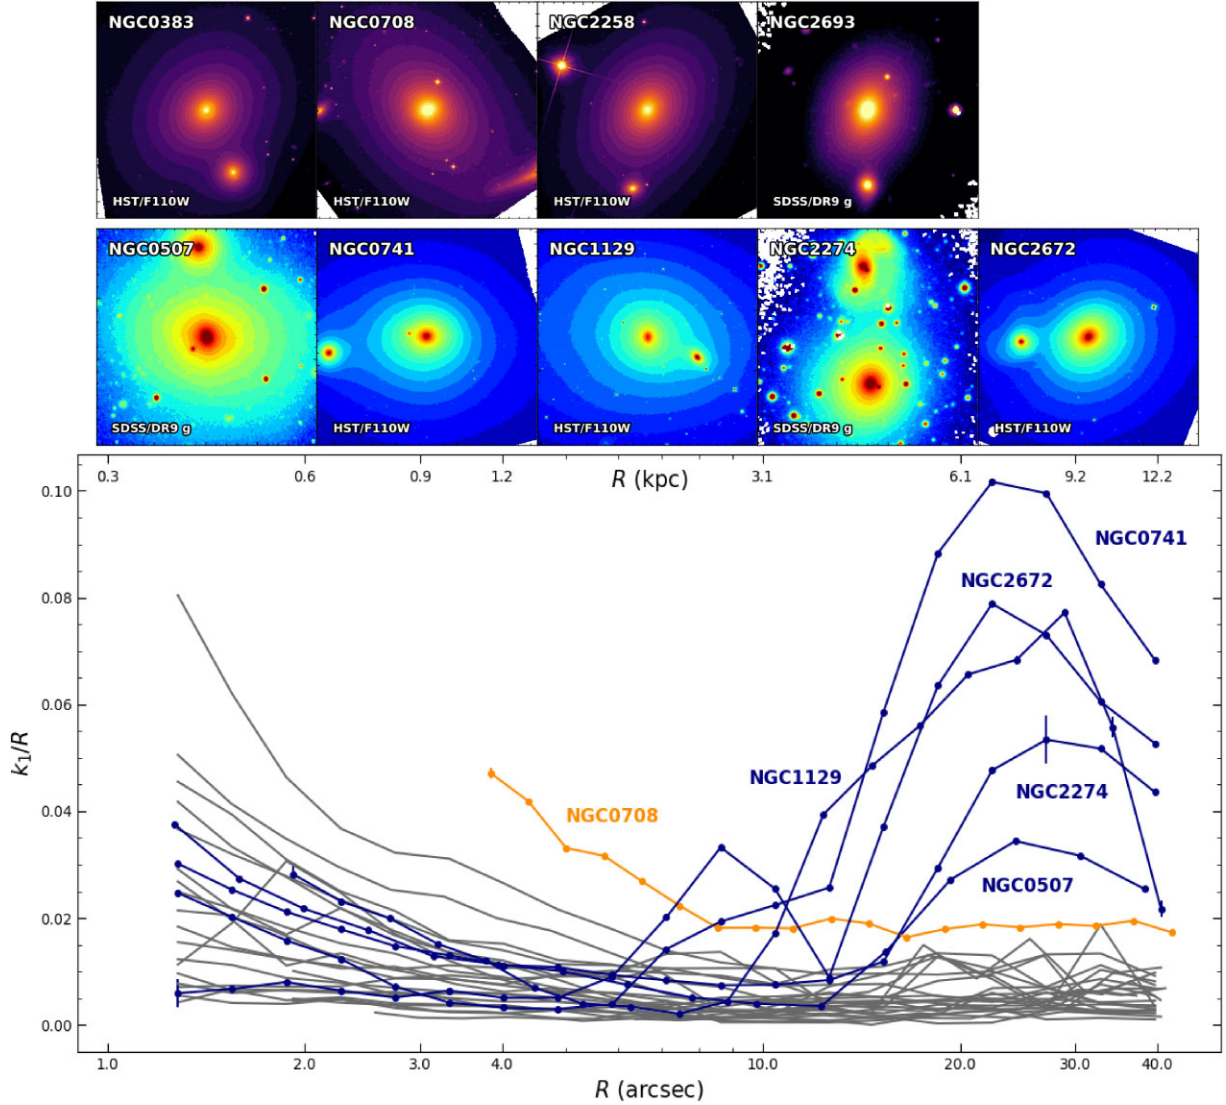 NGC0383 NGC0708 NGC2258 NGC2693
HST/F110W HST/F110W HST/F110W SDSS/DR9 g
NGC0507 NGC0741 NGC1129 NGC2274 NGC2672
SDSS/DR9 g HST/F110W HST/F110W SDSS/DR9 g HST/F110W
0.3 0.6 0.9 1.2 3.1 6.1 9.2 12.2
R (kpc)
0.10
NGC0741
NGC2672
0.08
0.06
k₁/R
NGC1129
NGC2274
0.04
NGC0708
NGC0507
0.02
0.00
1.0 2.0 3.0 4.0 10.0 20.0 30.0 40.0
R (arcsec)